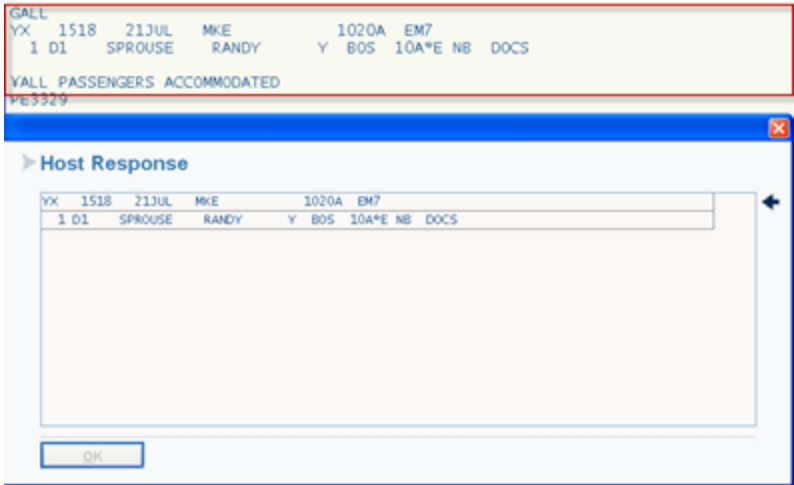 GALL
YX 1518 21JUL MKE 1020A EM7
1 D1 SPROUSE RANDY Y BOS 10A*E NB DOCS
YALL PASSENGERS ACCOMMODATED
PE3329
Host Response
YX 1518 21JUL MKE 1020A EM7
1 D1 SPROUSE RANDY Y BOS 10A*E NB DOCS
OK